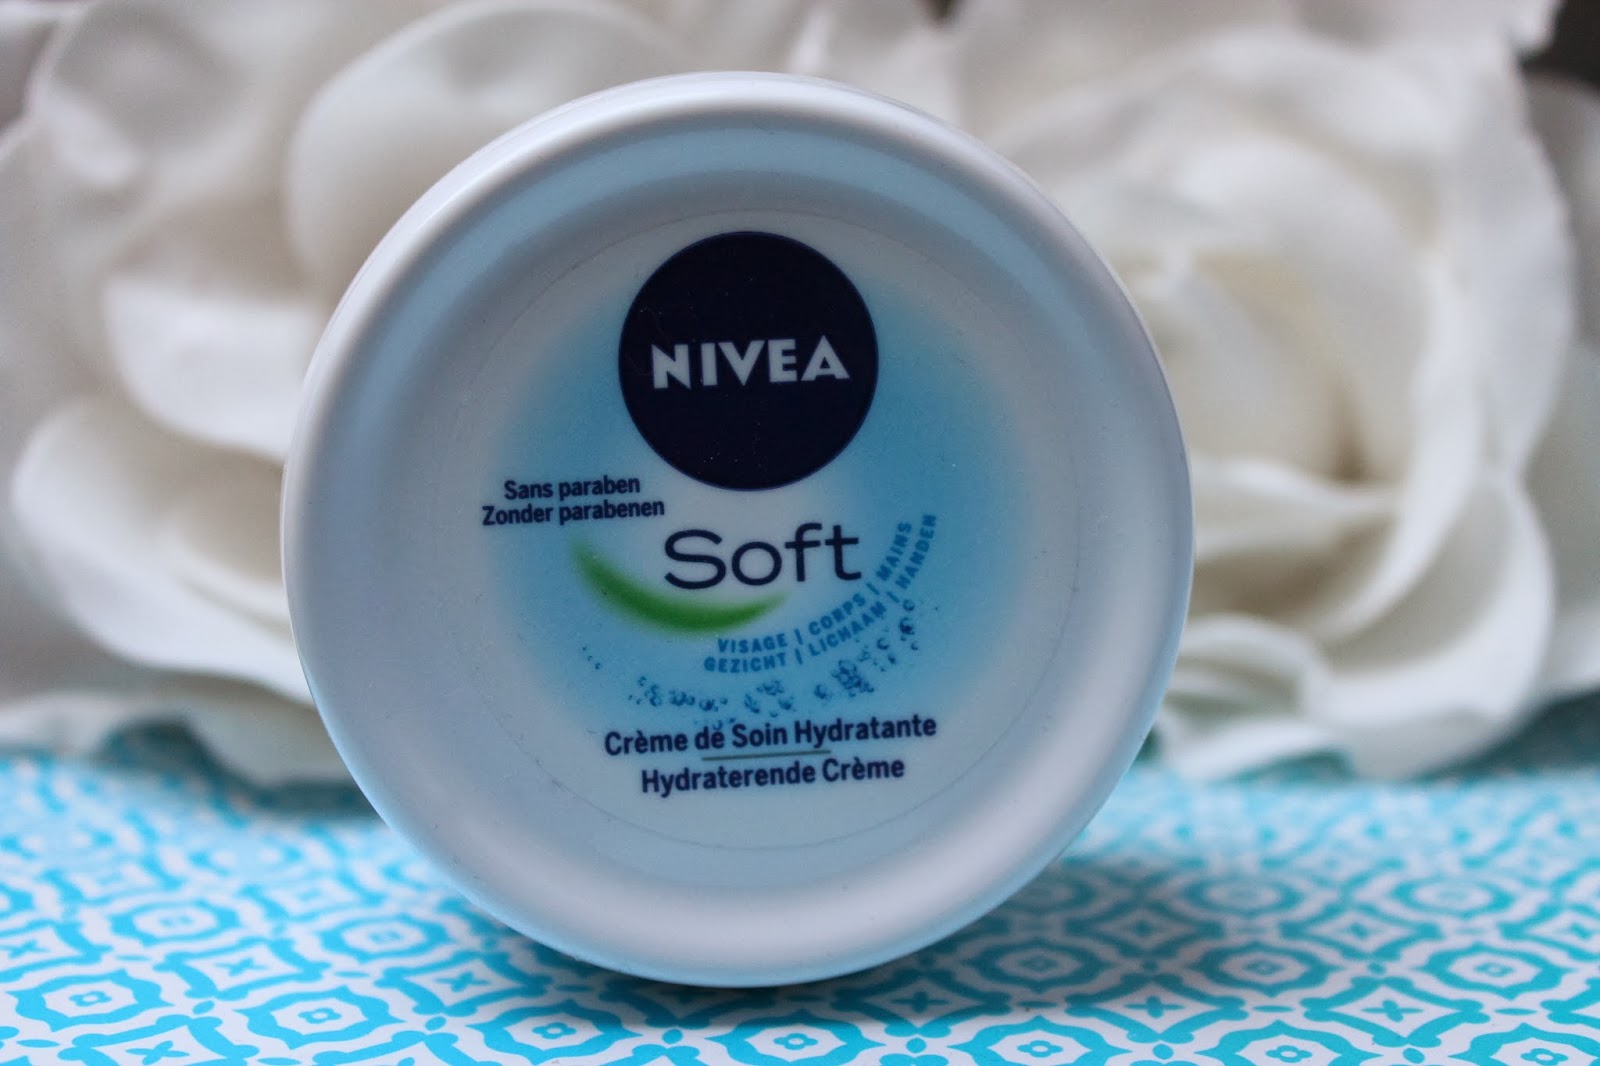 NIVEA
Sans paraben
Zonder parabenen
Soft
VISAGE | CORPS | MAINS
GEZICHT | LICHAAM | HANDEN
Crème de Soin Hydratante
Hydraterende Crème